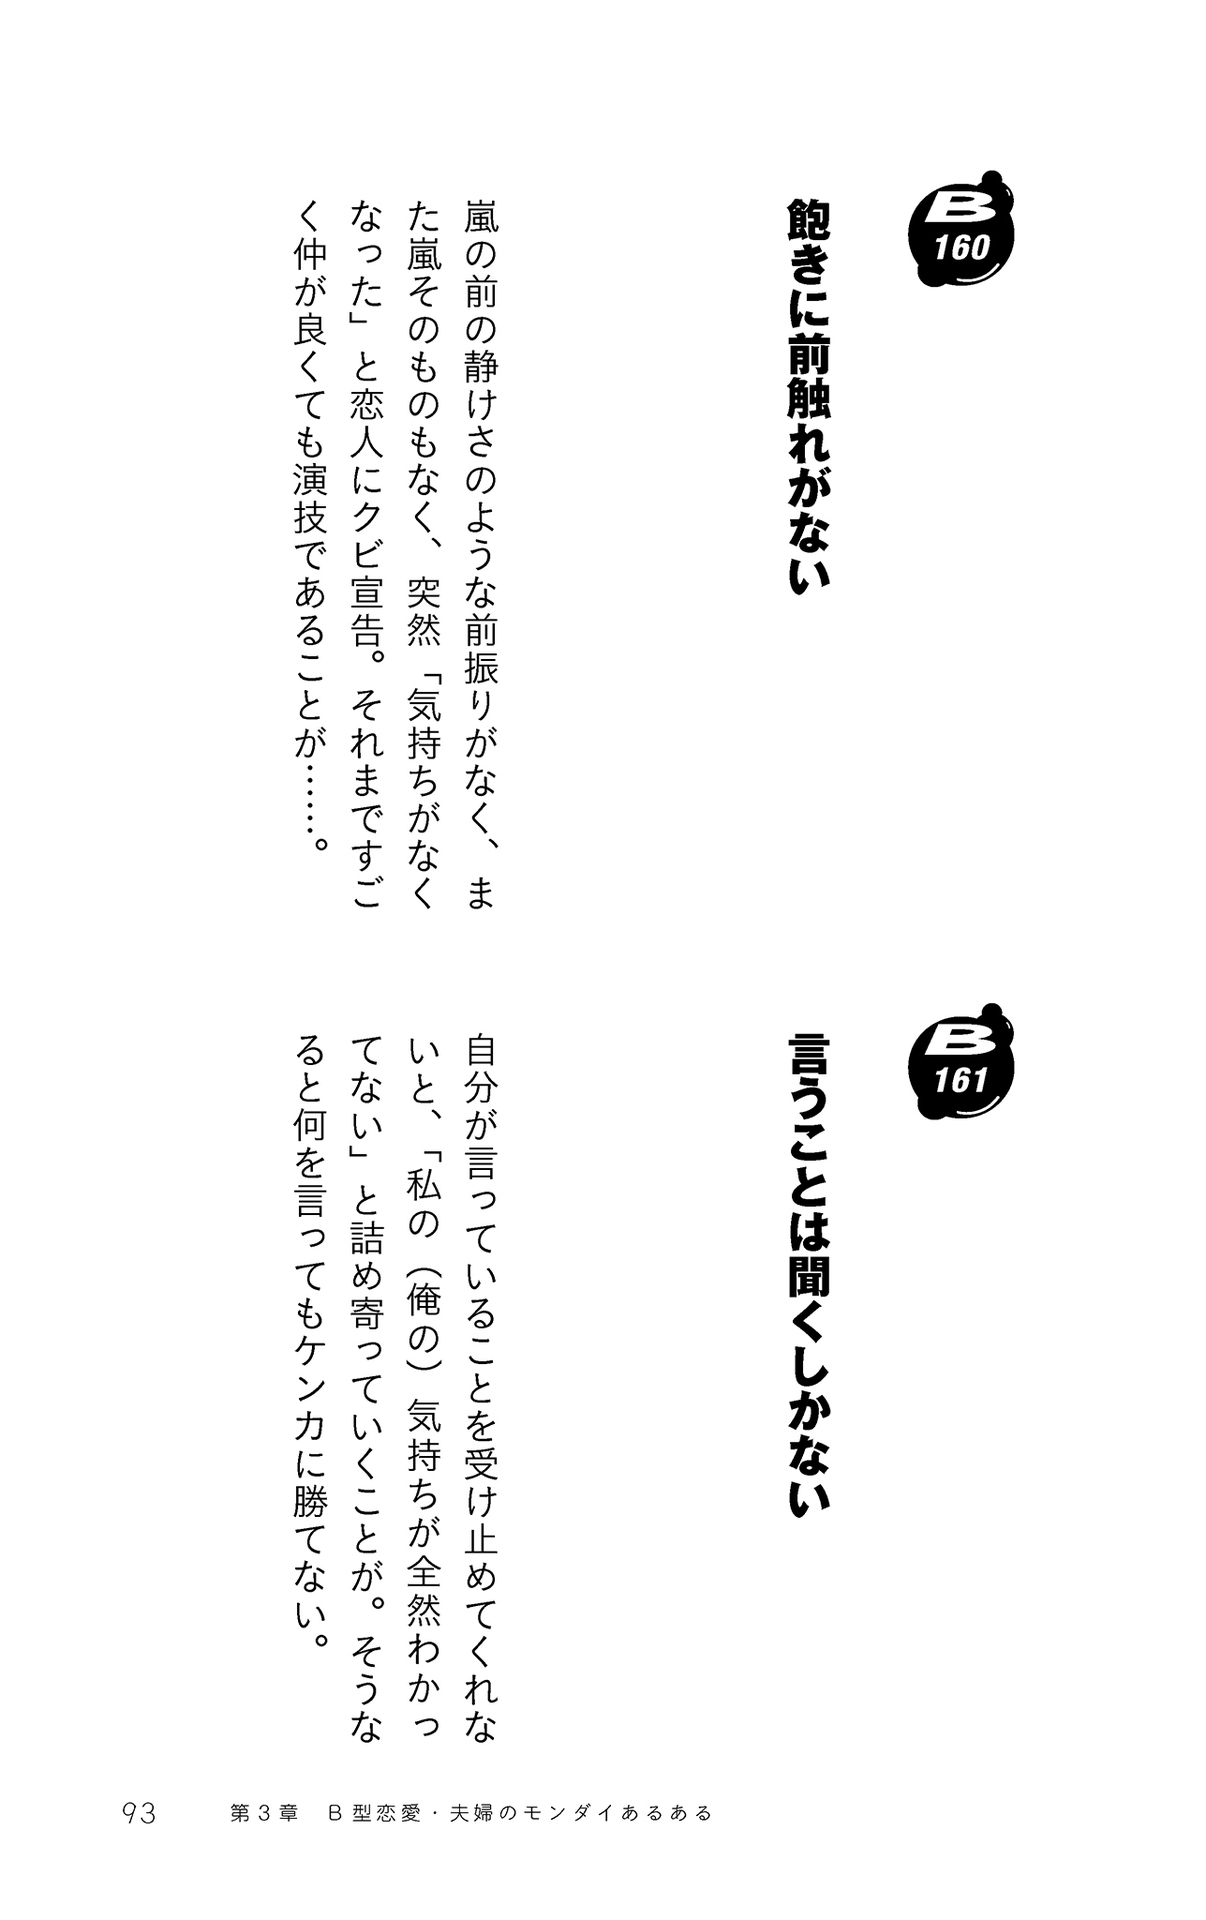 B
160
飽きに前触れがない
嵐の前の静けさのような前振りがなく、ま
た嵐そのものもなく、突然「気持ちがなく
なった」と恋人にクビ宣告。それまですご
く仲が良くても演技であることが……。
B
161
言うことは聞くしかない
自分が言っていることを受け止めてくれな
いと、「私の（俺の）気持ちが全然わかっ
てない」と詰め寄っていくことが。そうな
ると何を言ってもケンカに勝てない。
93 第3章 B型恋愛・夫婦のモンダイあるある